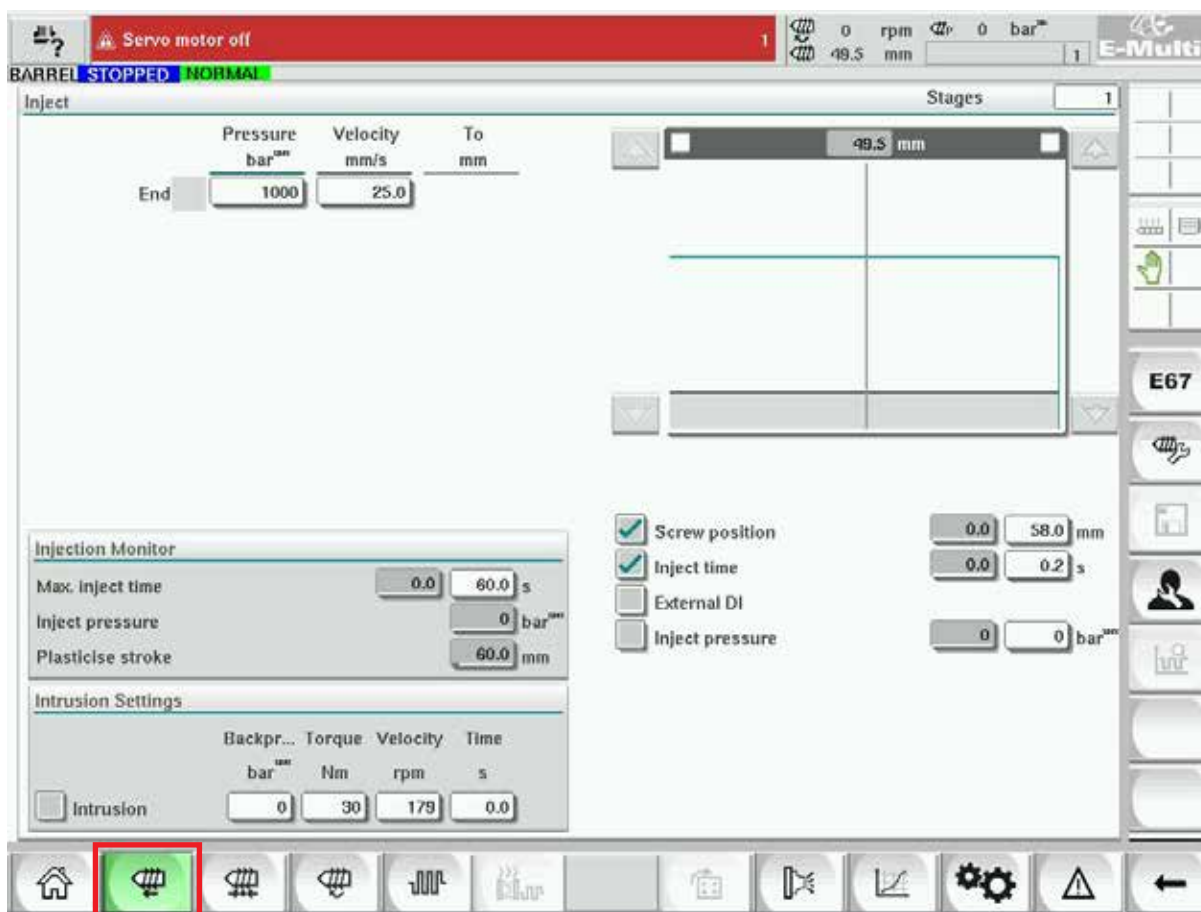 Servo motor off 1
0 rpm 0 bar
49.5 mm 1
E-Multi
BARREL STOPPED NORMAL
Inject
Stages 1
Pressure Velocity To
bar mm/s mm
End 1000 25.0
49.5 mm
E67
Screw position 0.0 58.0 mm
Inject time 0.0 0.2 s
External DI
Inject pressure 0 0 bar
Injection Monitor
Max. inject time 0.0 60.0 s
Inject pressure 0 bar
Plasticise stroke 60.0 mm
Intrusion Settings
Backpr... Torque Velocity Time
bar Nm rpm s
Intrusion 0 30 179 0.0